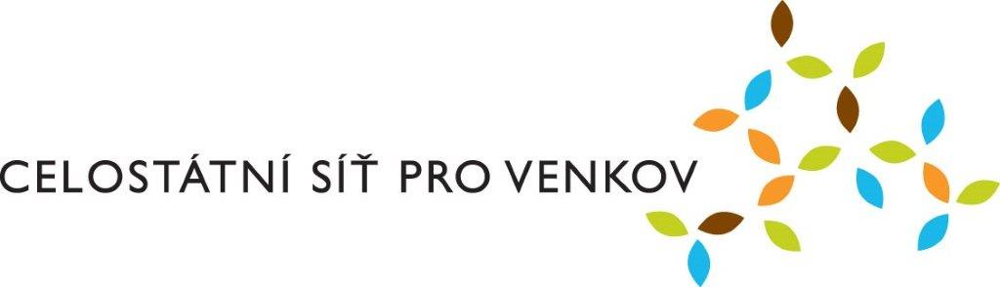 CELOSTÁTNÍ SÍŤ PRO VENKOV